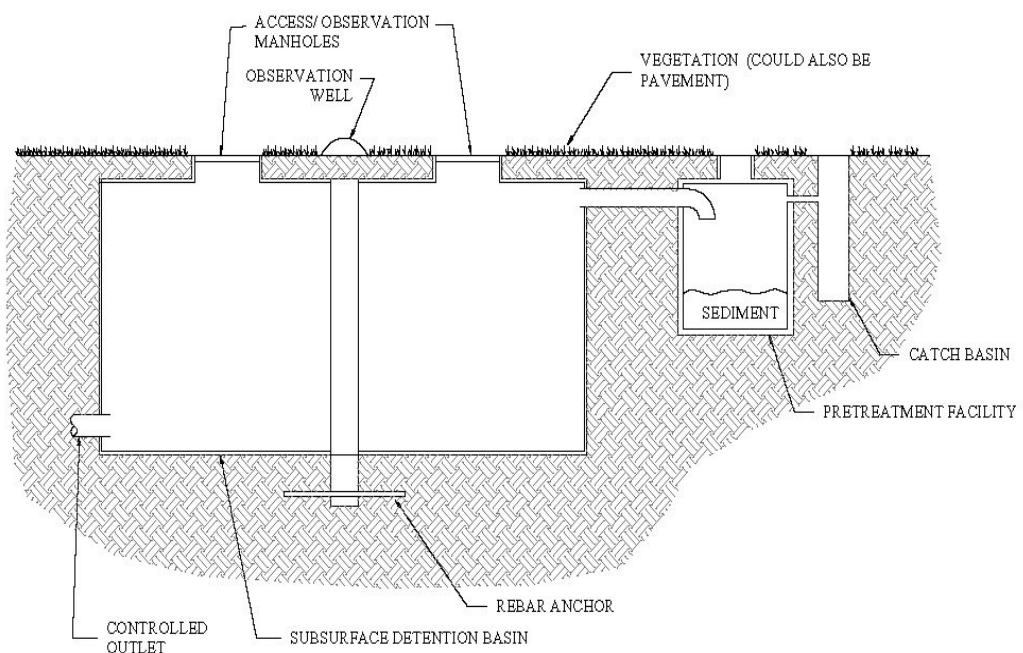 ACCESS/ OBSERVATION
MANHOLES
OBSERVATION
WELL
VEGETATION (COULD ALSO BE
PAVEMENT)
SEDIMENT
CATCH BASIN
PRETREATMENT FACILITY
REBAR ANCHOR
CONTROLLED
OUTLET
SUBSURFACE DETENTION BASIN